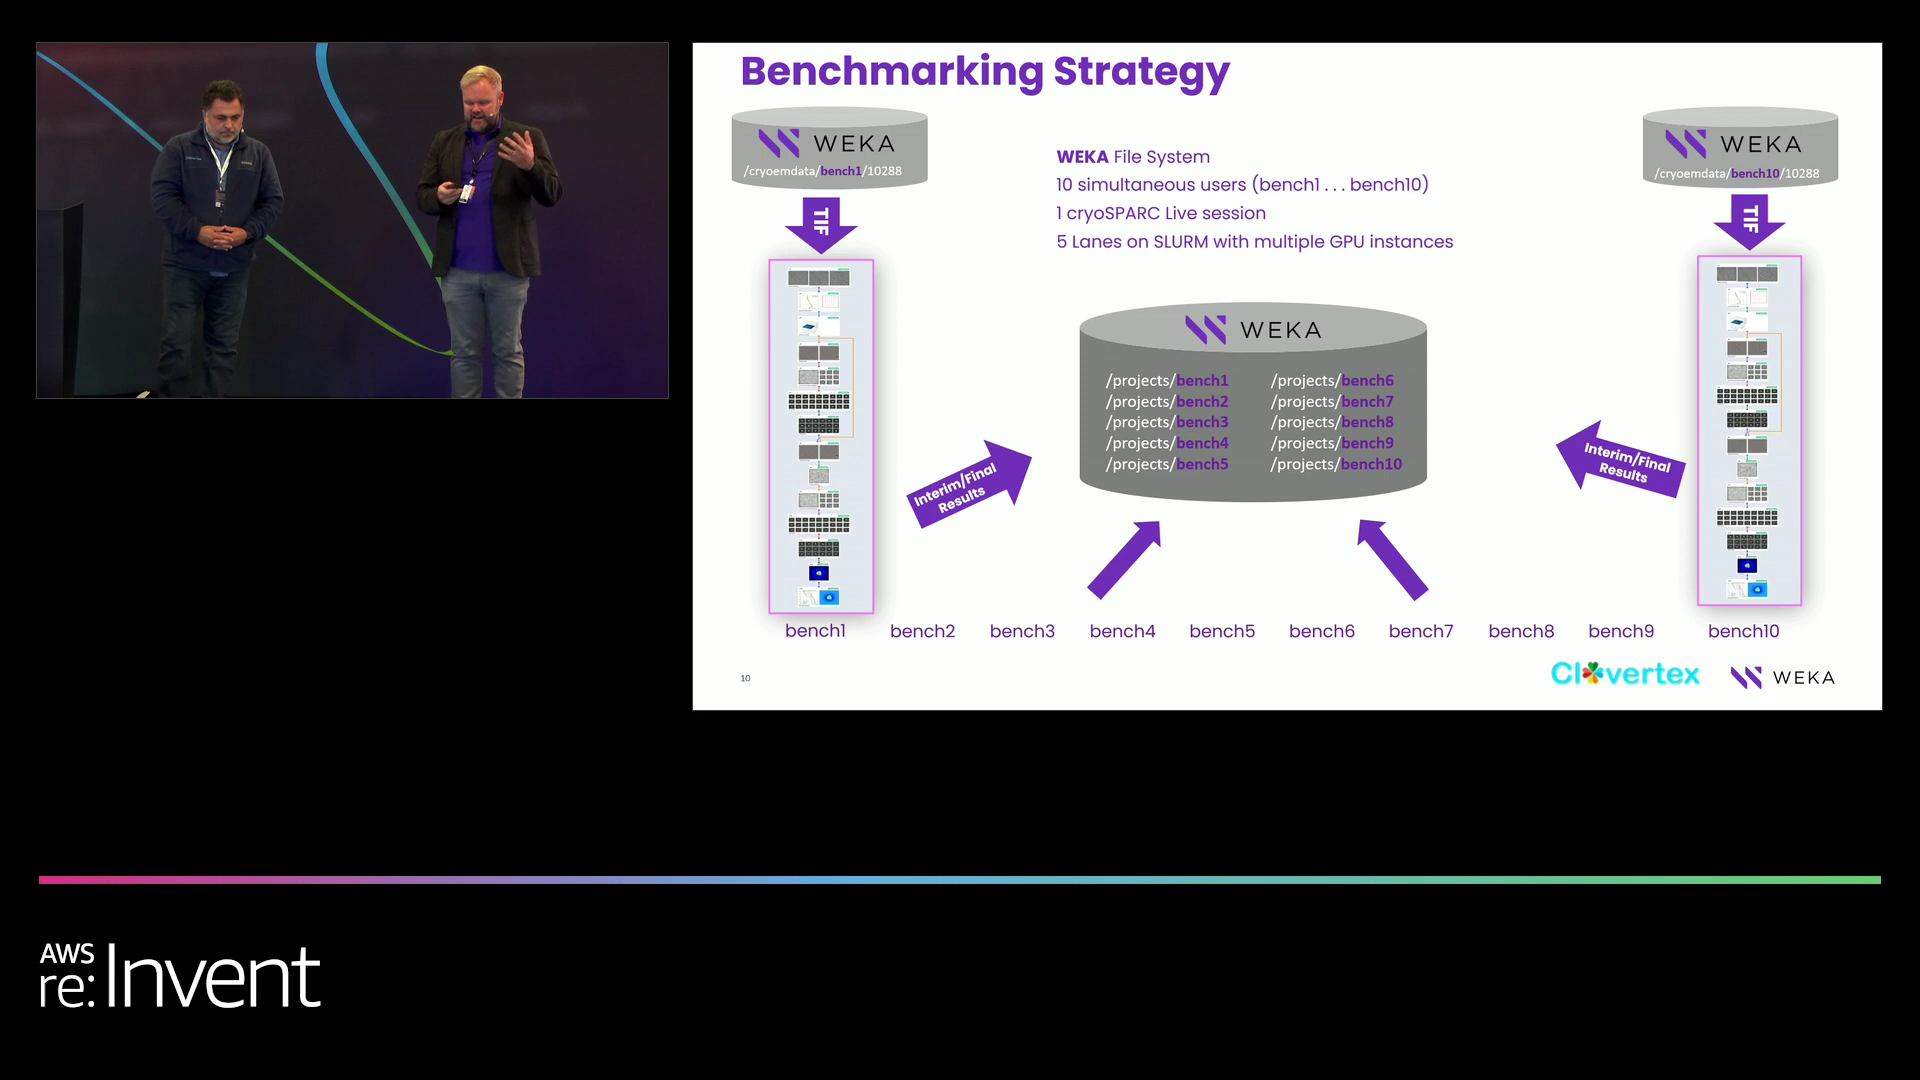 Benchmarking Strategy
WEKA
/cryoemdata/bench1/10288
TIF
WEKA File System
10 simultaneous users (bench1 . . . bench10)
1 cryoSPARC Live session
5 Lanes on SLURM with multiple GPU instances
WEKA
/cryoemdata/bench10/10288
TIF
WEKA
/projects/bench1 /projects/bench6
/projects/bench2 /projects/bench7
/projects/bench3 /projects/bench8
/projects/bench4 /projects/bench9
/projects/bench5 /projects/bench10
Interim/Final
Results
Interim/Final
Results
bench1 bench2 bench3 bench4 bench5 bench6 bench7 bench8 bench9 bench10
10
Clovertex
WEKA
AWS
re:Invent